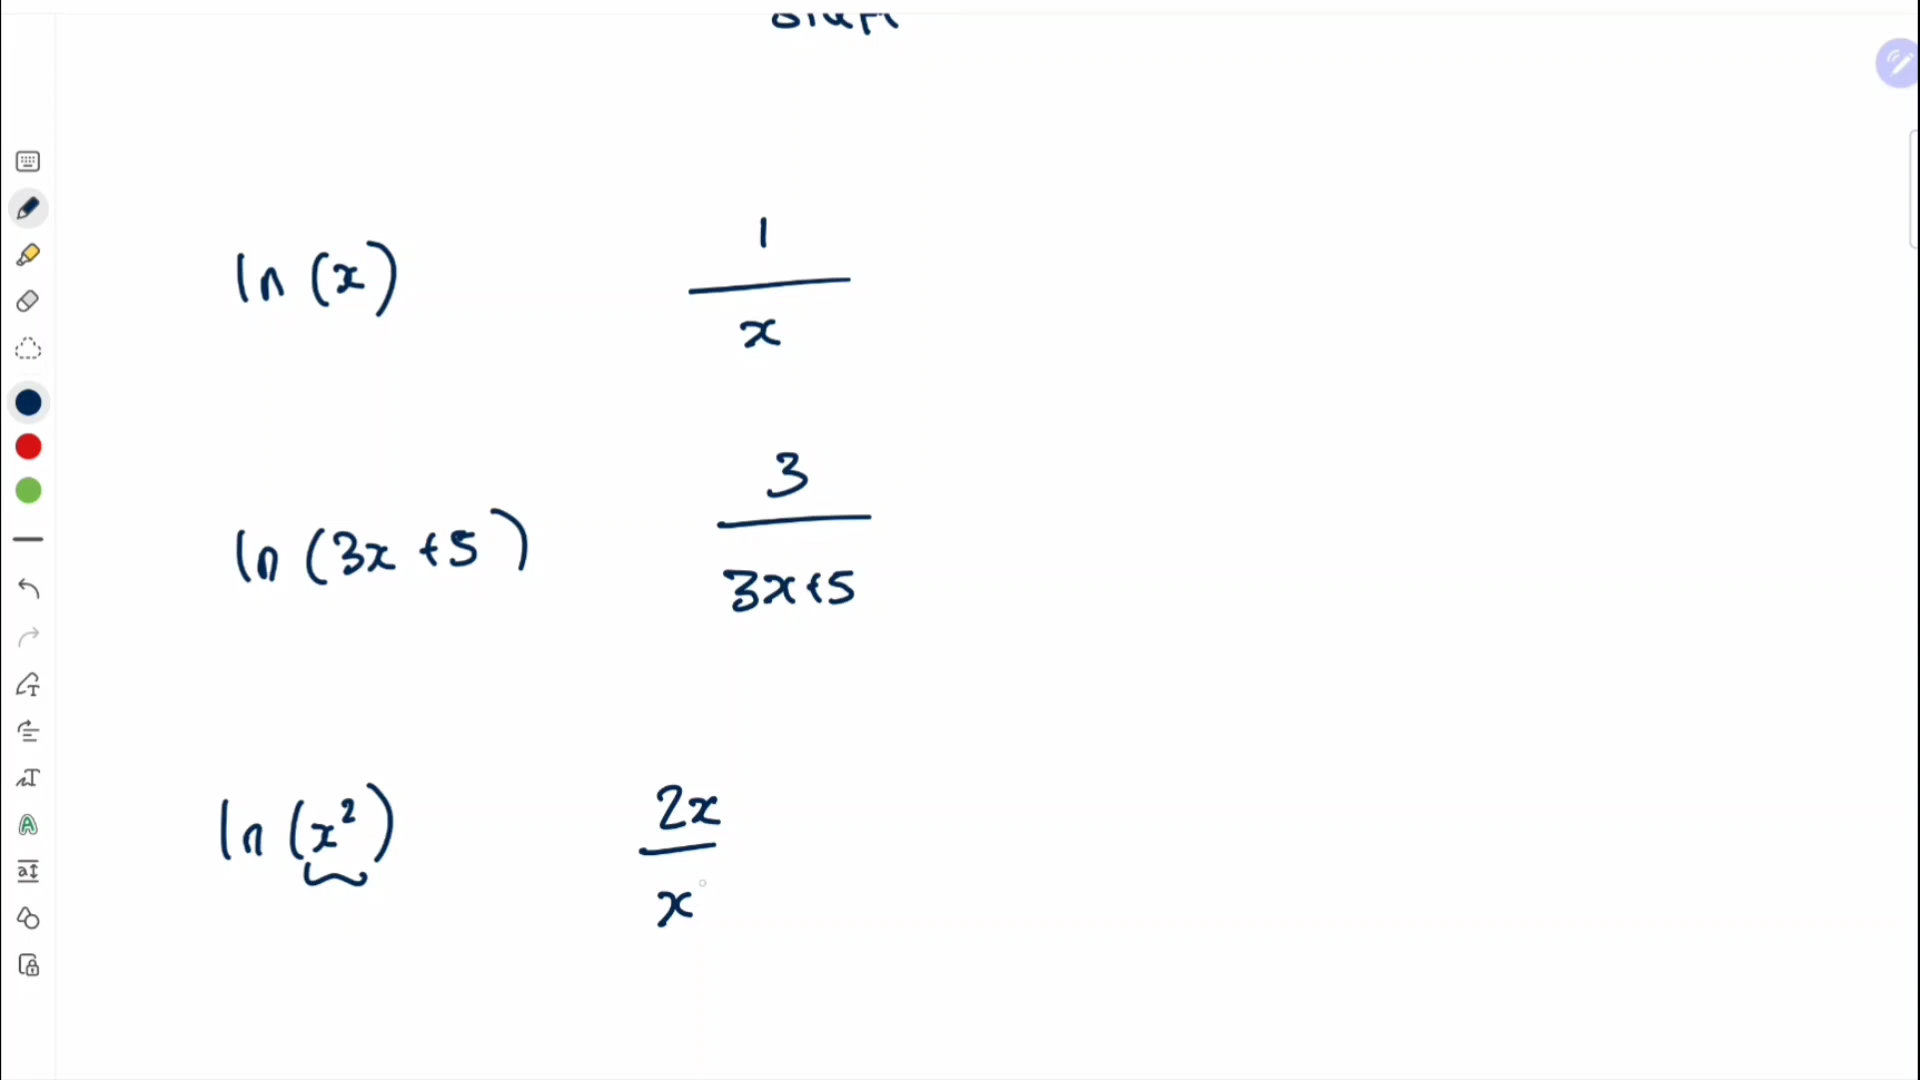 ln (x) 1/x
ln (3x+5) 3/(3x+5)
ln (x²) 2x/x